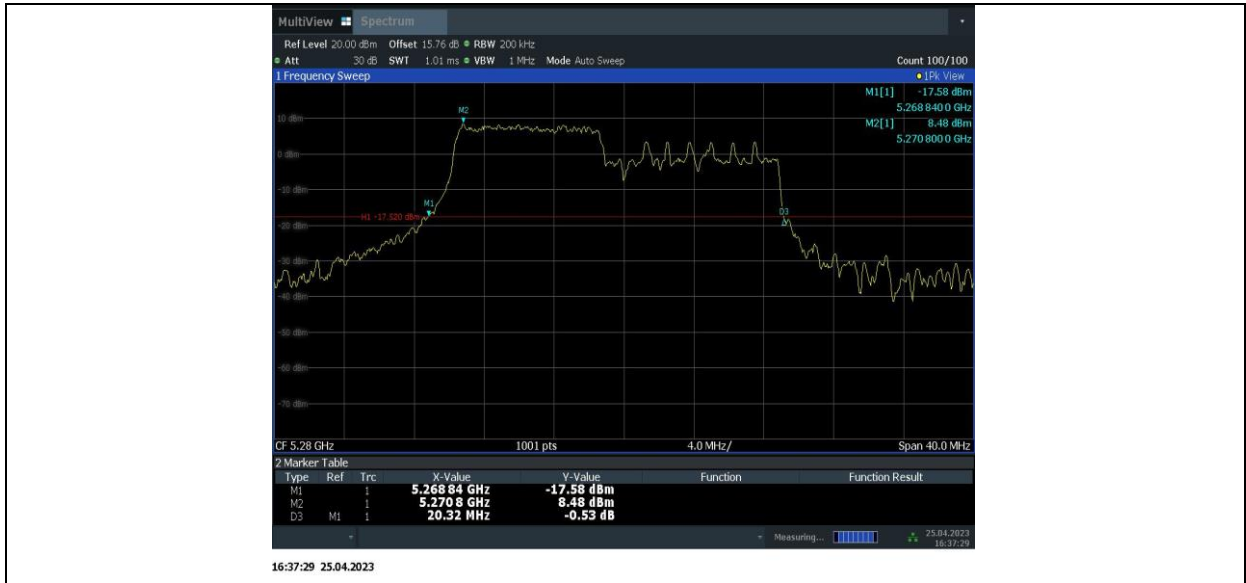 MultiView Spectrum
Ref Level 20.00 dBm Offset 15.76 dB RBW 200 kHz
Att 30 dB SWT 1.01 ms VBW 1 MHz Mode Auto Sweep Count 100/100
1 Frequency Sweep 1Pk View
M1[1] -17.58 dBm
5.268 840 0 GHz
M2[1] 8.48 dBm
5.270 800 0 GHz
M2
10 dBm
0 dBm
-10 dBm
M1
H1 -17.520 dBm
D3
-20 dBm
-30 dBm
-40 dBm
-50 dBm
-60 dBm
-70 dBm
CF 5.28 GHz 1001 pts 4.0 MHz/ Span 40.0 MHz
2 Marker Table
Type Ref Trc X-Value Y-Value Function Function Result
M1 1 5.268 84 GHz -17.58 dBm
M2 1 5.270 8 GHz 8.48 dBm
D3 M1 1 20.32 MHz -0.53 dB
Measuring... 25.04.2023
16:37:29
16:37:29 25.04.2023